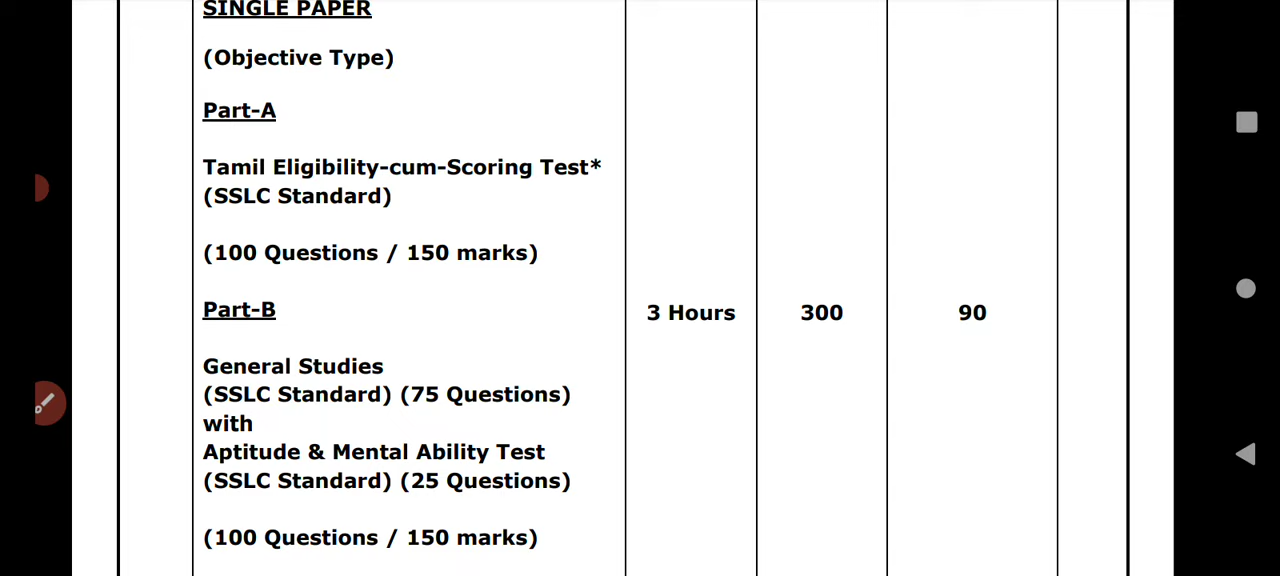 SINGLE PAPER
(Objective Type)
Part-A
Tamil Eligibility-cum-Scoring Test*
(SSLC Standard)
(100 Questions / 150 marks)
Part-B
3 Hours
300
90
General Studies
(SSLC Standard) (75 Questions)
with
Aptitude & Mental Ability Test
(SSLC Standard) (25 Questions)
(100 Questions / 150 marks)